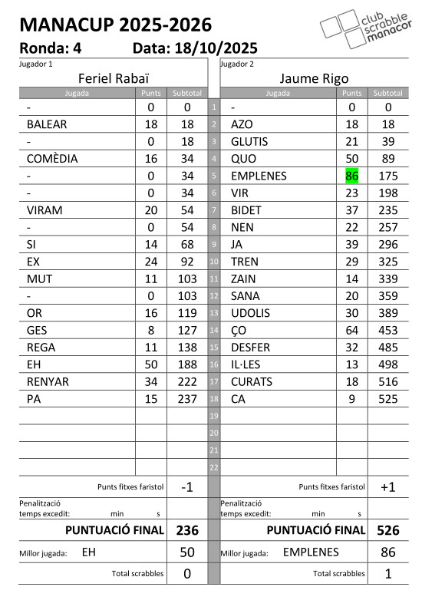 MANACUP 2025-2026
club scrabble manacor
Ronda: 4 Data: 18/10/2025
Jugador 1 Jugador 2
Feriel Rabaï Jaume Rigo
Jugada Punts Subtotal Jugada Punts Subtotal
- 0 0 1 - 0 0
BALEAR 18 18 2 AZO 18 18
- 0 18 3 GLUTIS 21 39
COMÈDIA 16 34 4 QUO 50 89
- 0 34 5 EMPLENES 86 175
- 0 34 6 VIR 23 198
VIRAM 20 54 7 BIDET 37 235
- 0 54 8 NEN 22 257
SI 14 68 9 JA 39 296
EX 24 92 10 TREN 29 325
MUT 11 103 11 ZAIN 14 339
- 0 103 12 SANA 20 359
OR 16 119 13 UDOLIS 30 389
GES 8 127 14 ÇO 64 453
REGA 11 138 15 DESFER 32 485
EH 50 188 16 IL·LES 13 498
RENYAR 34 222 17 CURATS 18 516
PA 15 237 18 CA 9 525
19
20
21
22
Punts fitxes faristol -1 Punts fitxes faristol +1
Penalització Penalització
temps excedit: min s temps excedit: min s
PUNTUACIÓ FINAL 236 PUNTUACIÓ FINAL 526
Millor jugada: EH 50 Millor jugada: EMPLENES 86
Total scrabbles 0 Total scrabbles 1